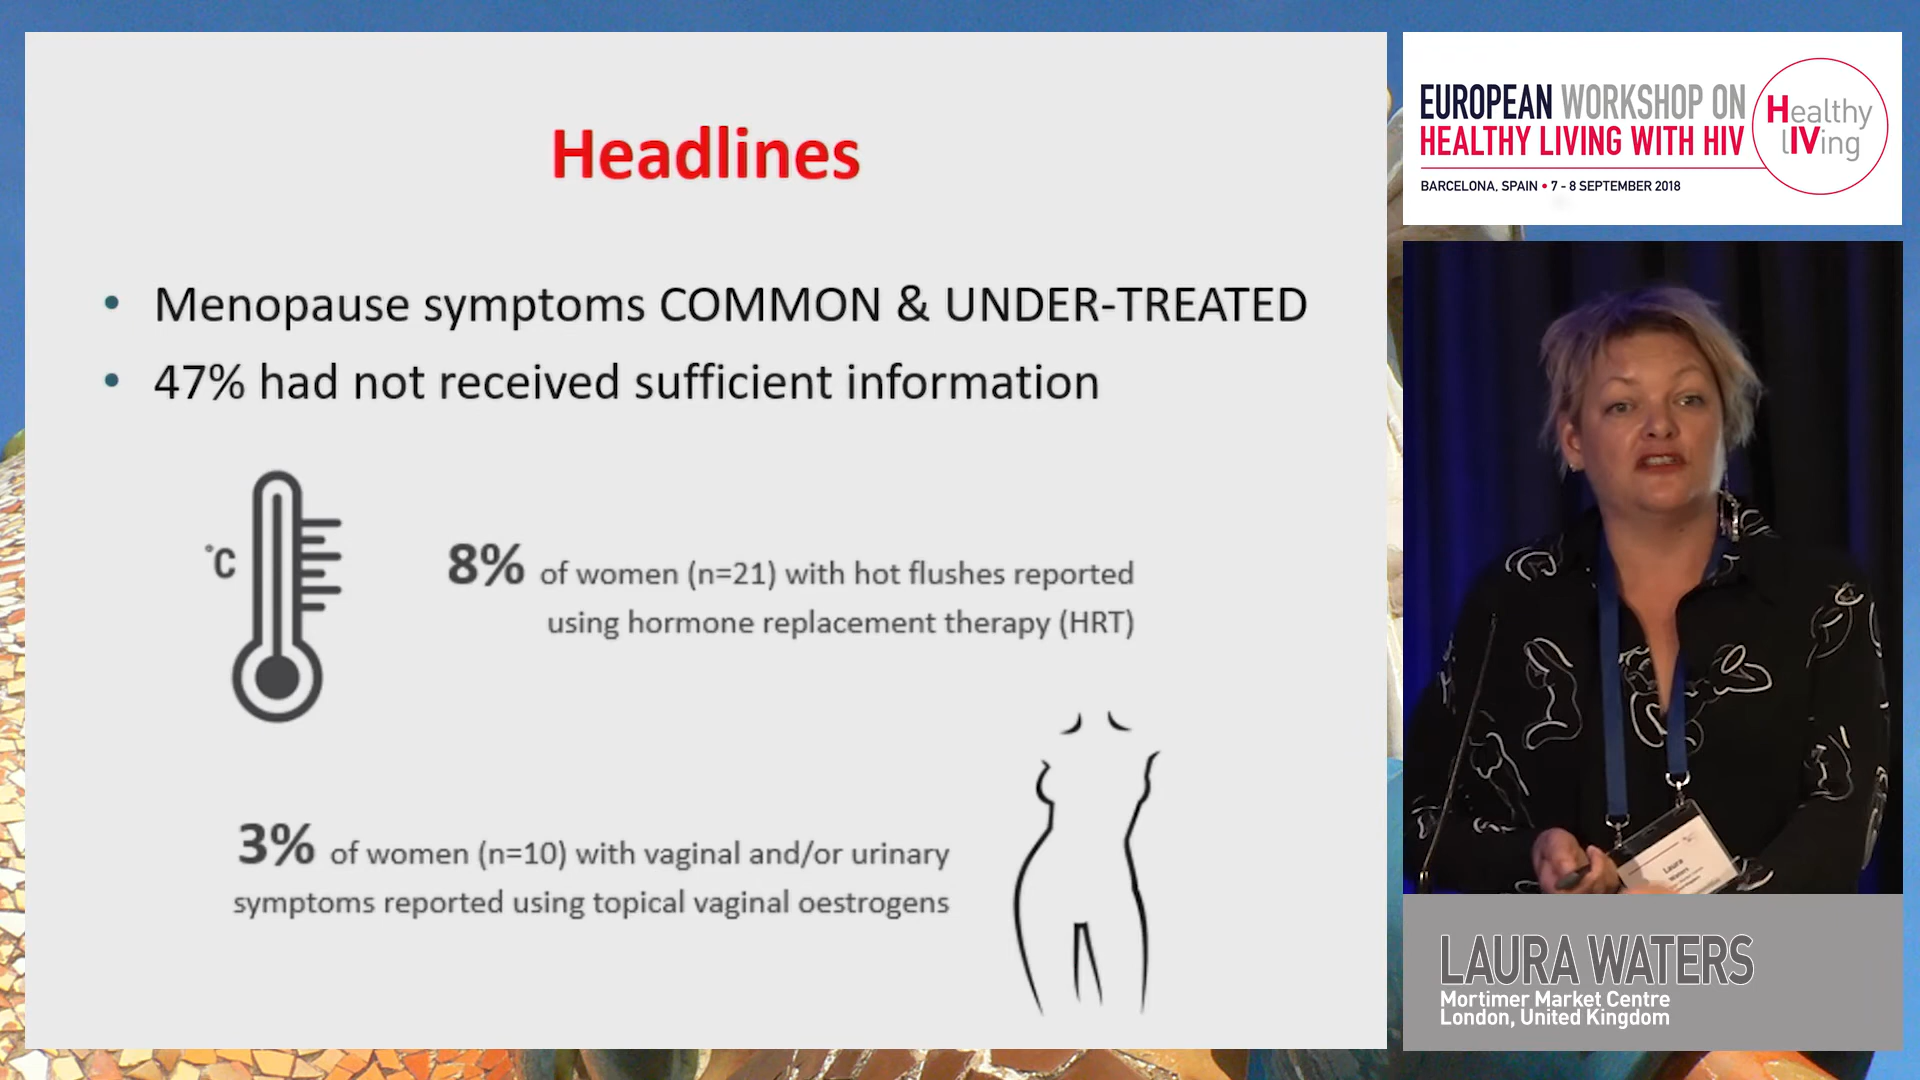 Headlines
• Menopause symptoms COMMON & UNDER-TREATED
• 47% had not received sufficient information
°C
8% of women (n=21) with hot flushes reported
using hormone replacement therapy (HRT)
3% of women (n=10) with vaginal and/or urinary
symptoms reported using topical vaginal oestrogens
EUROPEAN WORKSHOP ON
HEALTHY LIVING WITH HIV
BARCELONA, SPAIN • 7 - 8 SEPTEMBER 2018
Healthy
lIVing
Laura
Waters
LAURA WATERS
Mortimer Market Centre
London, United Kingdom